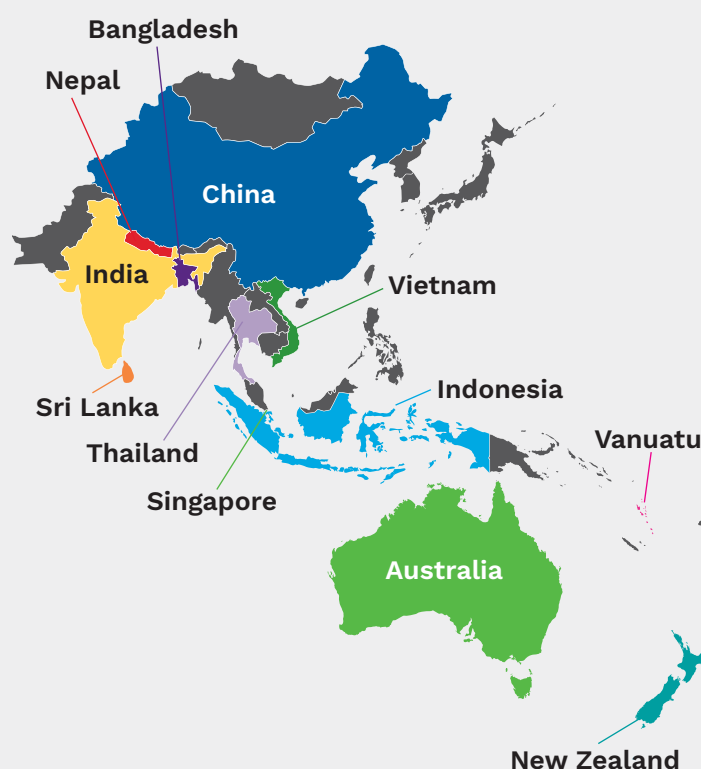 Bangladesh
Nepal
China
India
Vietnam
Sri Lanka
Indonesia
Thailand
Vanuatu
Singapore
Australia
New Zealand